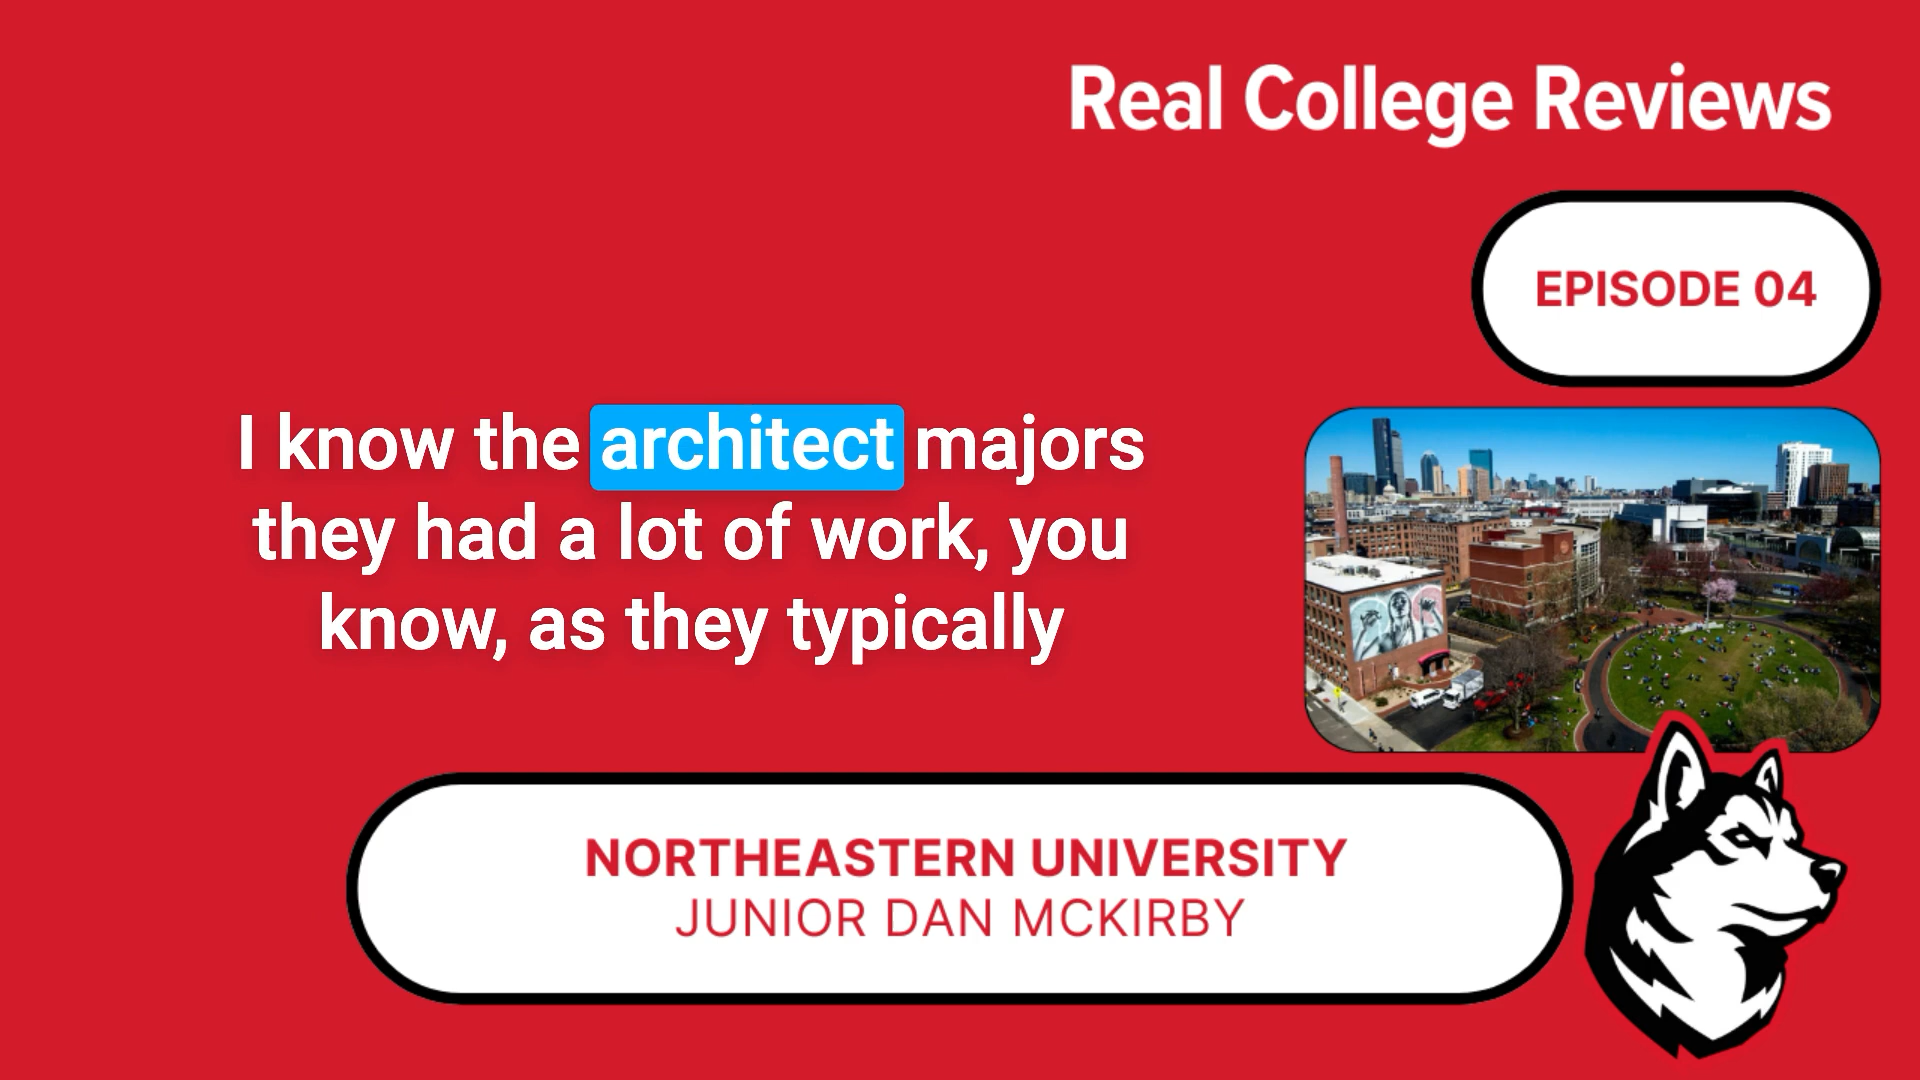 Real College Reviews
EPISODE 04
I know the architect majors
they had a lot of work, you
know, as they typically
NORTHEASTERN UNIVERSITY
JUNIOR DAN MCKIRBY